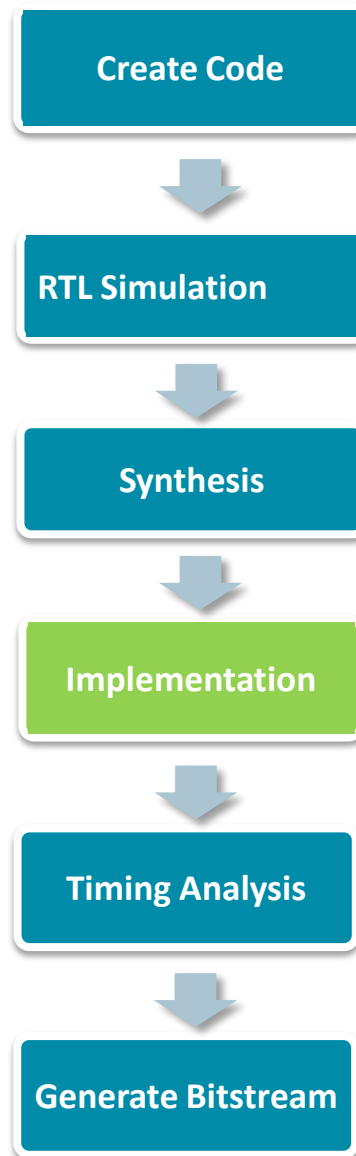 Create Code
RTL Simulation
Synthesis
Implementation
Timing Analysis
Generate Bitstream